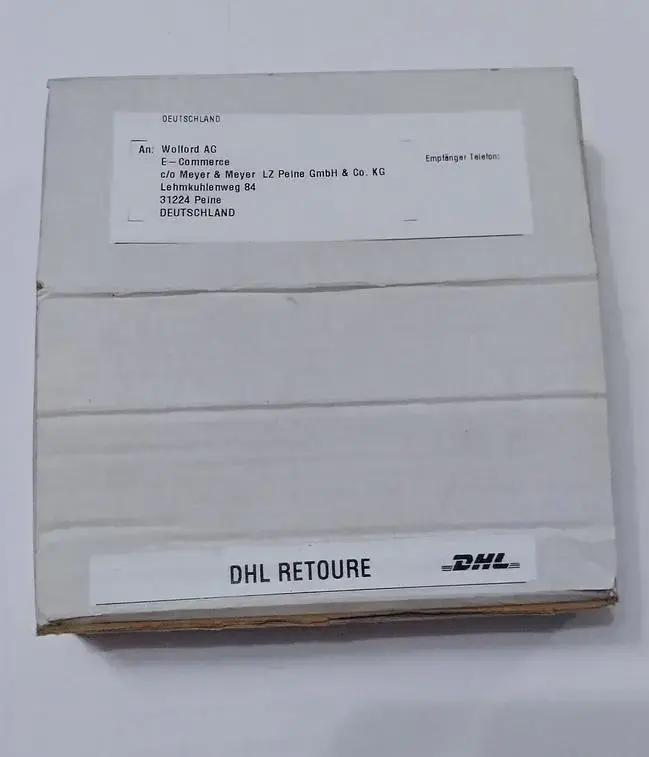 DEUTSCHLAND
An: Wolford AG
E-Commerce
c/o Meyer & Meyer LZ Peine GmbH & Co. KG
Lehmkuhlenweg 84
31224 Peine
DEUTSCHLAND
Empfänger Telefon:
DHL RETOURE
DHL